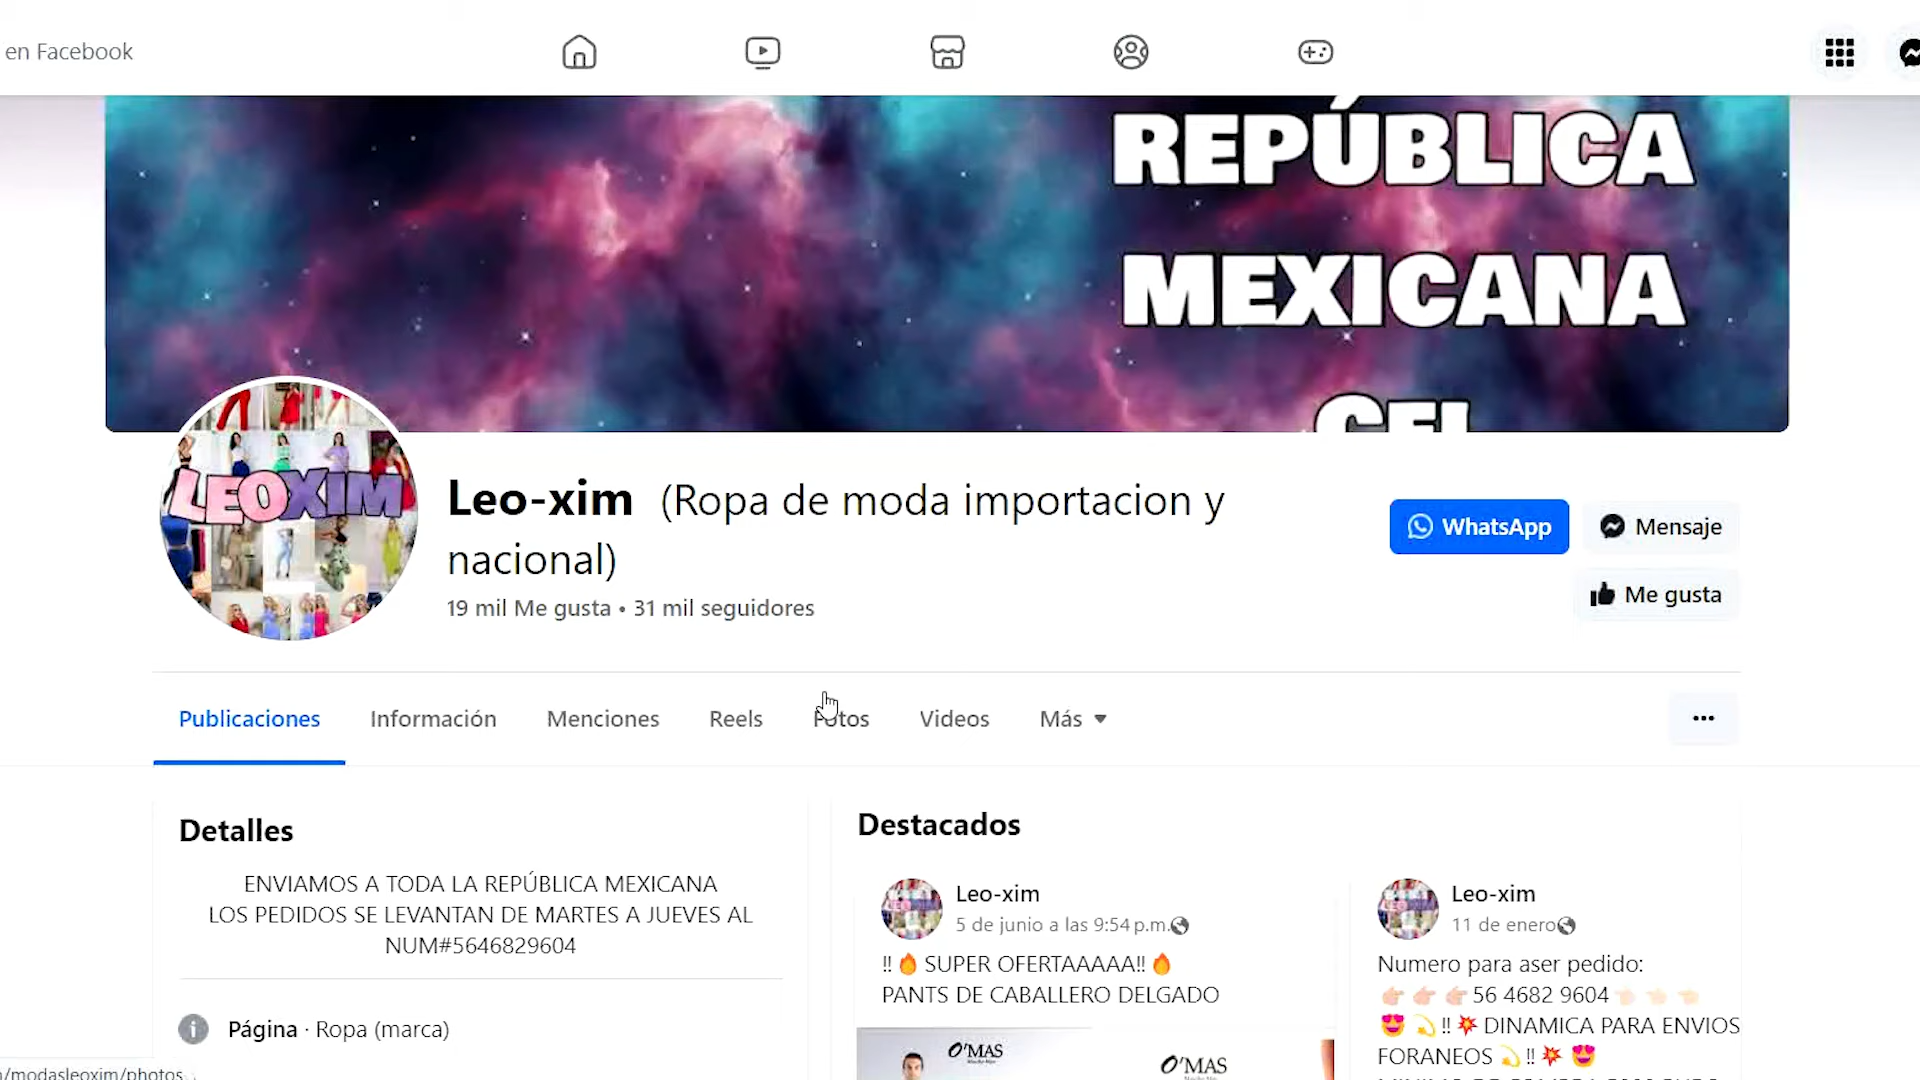 en Facebook
REPÚBLICA
MEXICANA
LEOXIM
Leo-xim (Ropa de moda importacion y
nacional)
19 mil Me gusta • 31 mil seguidores
WhatsApp
Mensaje
Me gusta
Publicaciones
Información
Menciones
Reels
Fotos
Videos
Más
Detalles
ENVIAMOS A TODA LA REPÚBLICA MEXICANA
LOS PEDIDOS SE LEVANTAN DE MARTES A JUEVES AL
NUM#5646829604
Página · Ropa (marca)
Destacados
Leo-xim
5 de junio a las 9:54 p.m.
‼🔥 SUPER OFERTAAAAA‼🔥
PANTS DE CABALLERO DELGADO
O'MAS
O'MAS
Leo-xim
11 de enero
Numero para aser pedido:
👉🏻👉🏻👉🏻56 4682 9604👈🏻👈🏻👈🏻
😍💫‼💥DINAMICA PARA ENVIOS
FORANEOS💫‼💥😍
/modasleoxim/photos